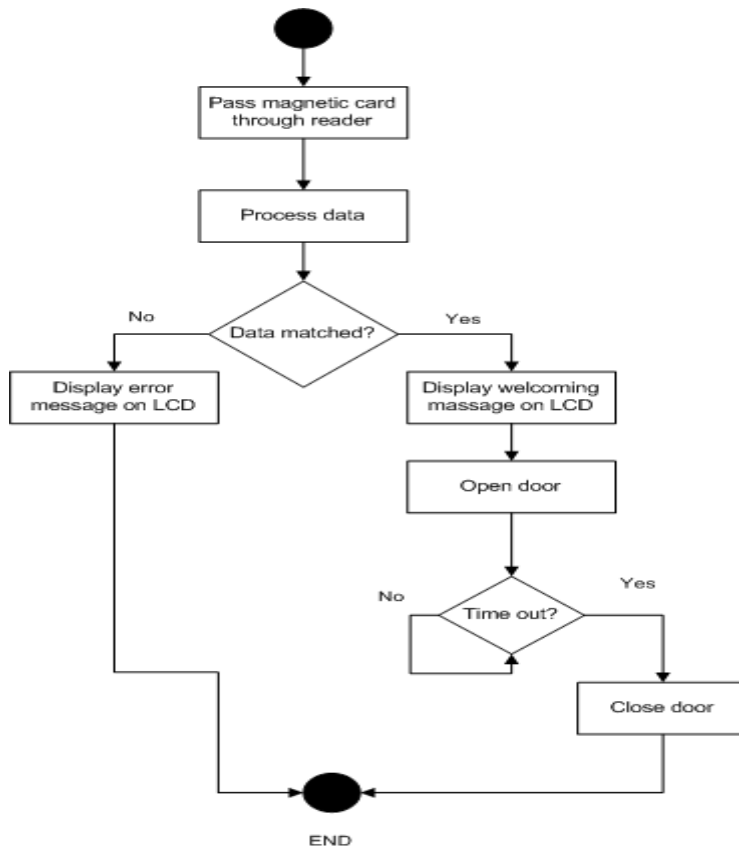 Pass magnetic card
through reader
Process data
Data matched?
No
Yes
Display error
message on LCD
Display welcoming
massage on LCD
Open door
Time out?
No
Yes
Close door
END